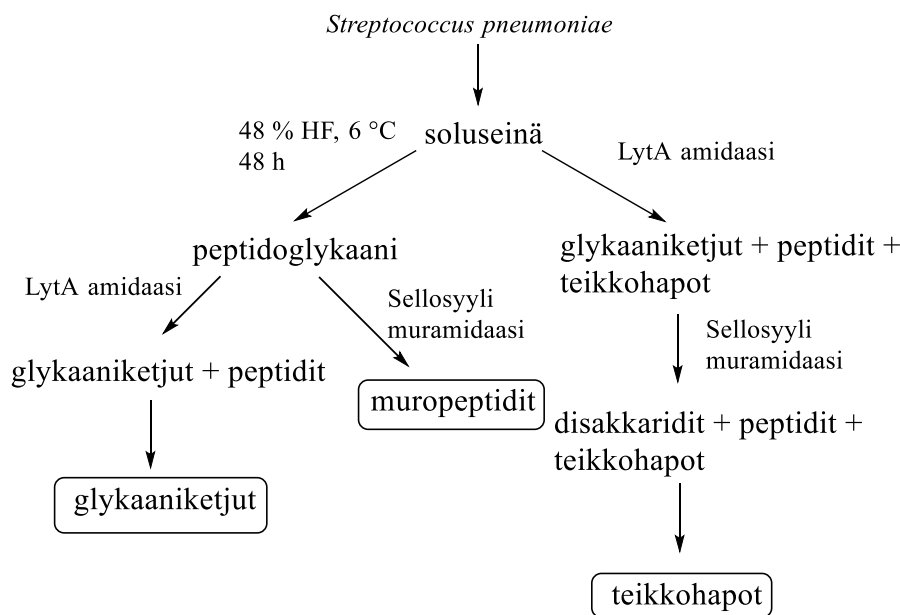 Streptococcus pneumoniae
48 % HF, 6 °C
48 h
soluseinä
LytA amidaasi
peptidoglykaani
glykaaniketjut + peptidit +
teikkohapot
LytA amidaasi
Sellosyyli
muramidaasi
Sellosyyli
muramidaasi
glykaaniketjut + peptidit
muropeptidit
disakkaridit + peptidit +
teikkohapot
glykaaniketjut
teikkohapot